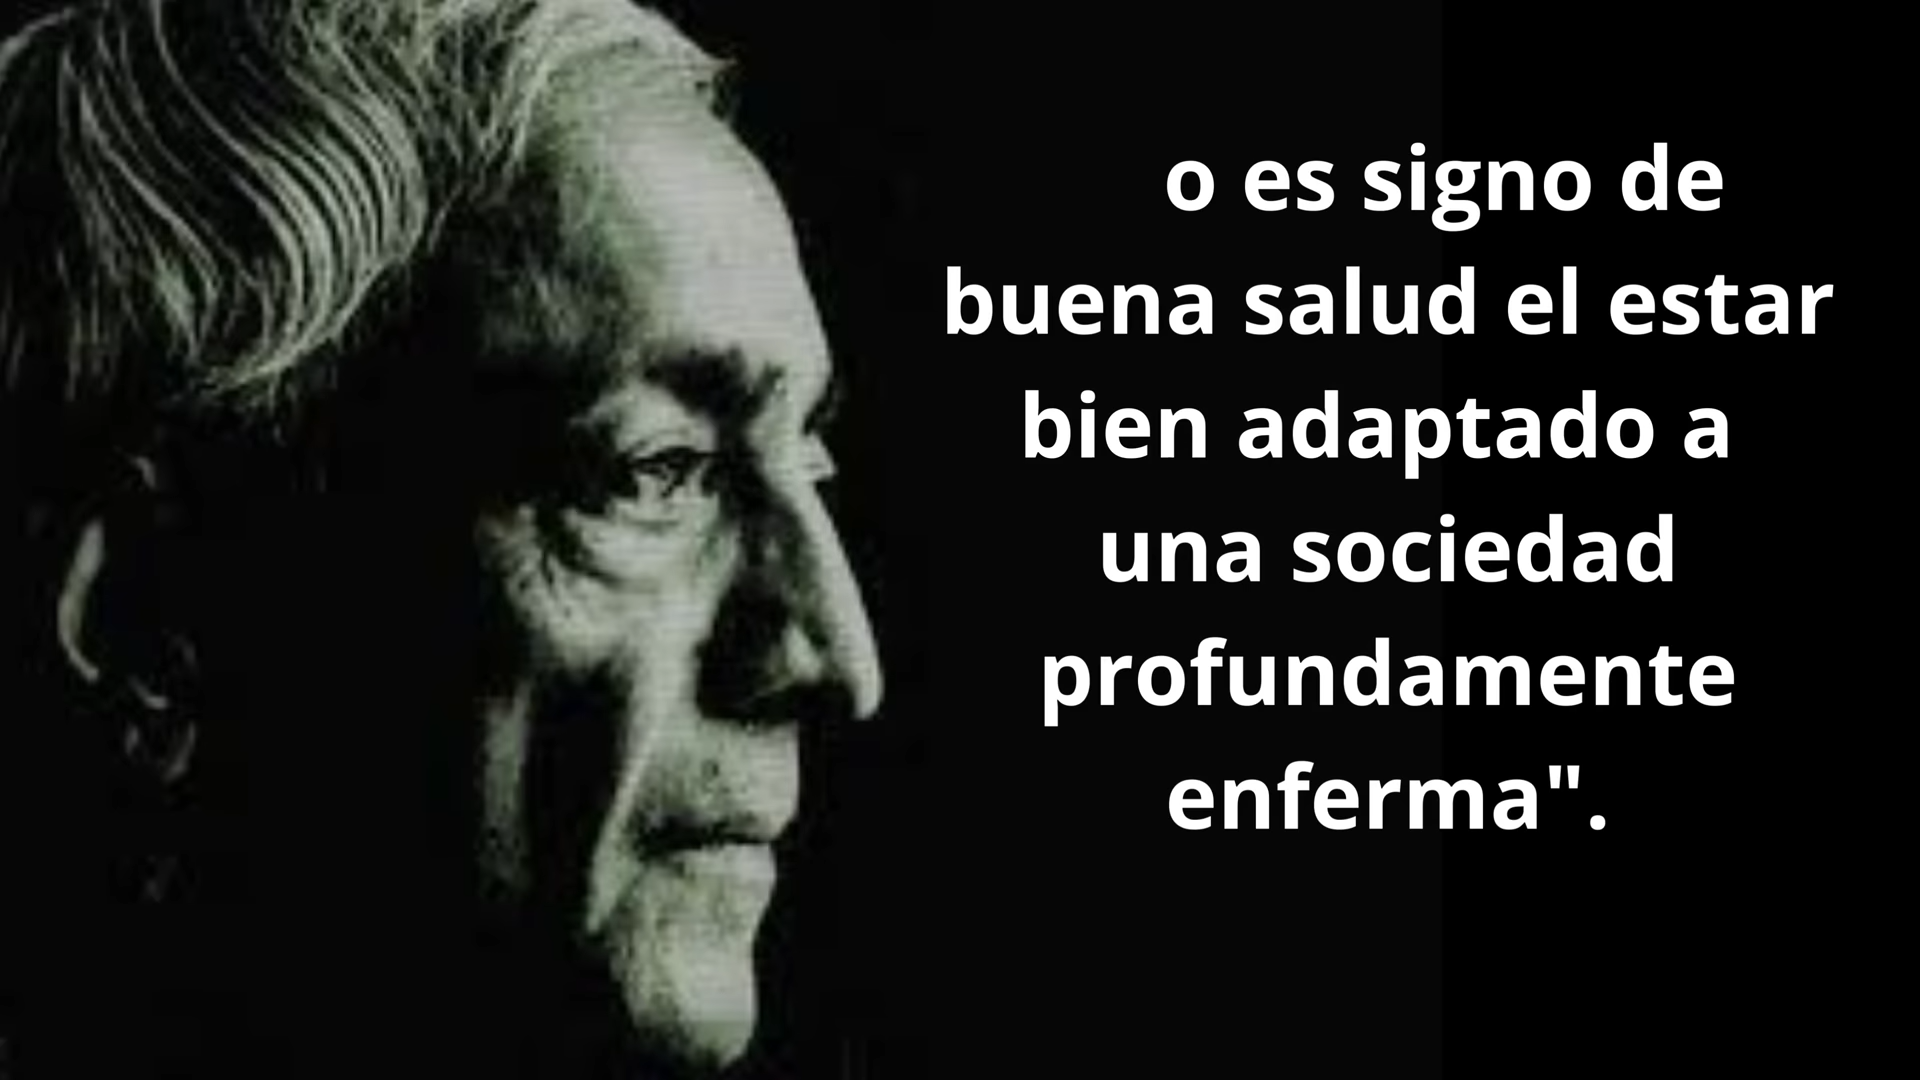 o es signo de
buena salud el estar
bien adaptado a
una sociedad
profundamente
enferma".